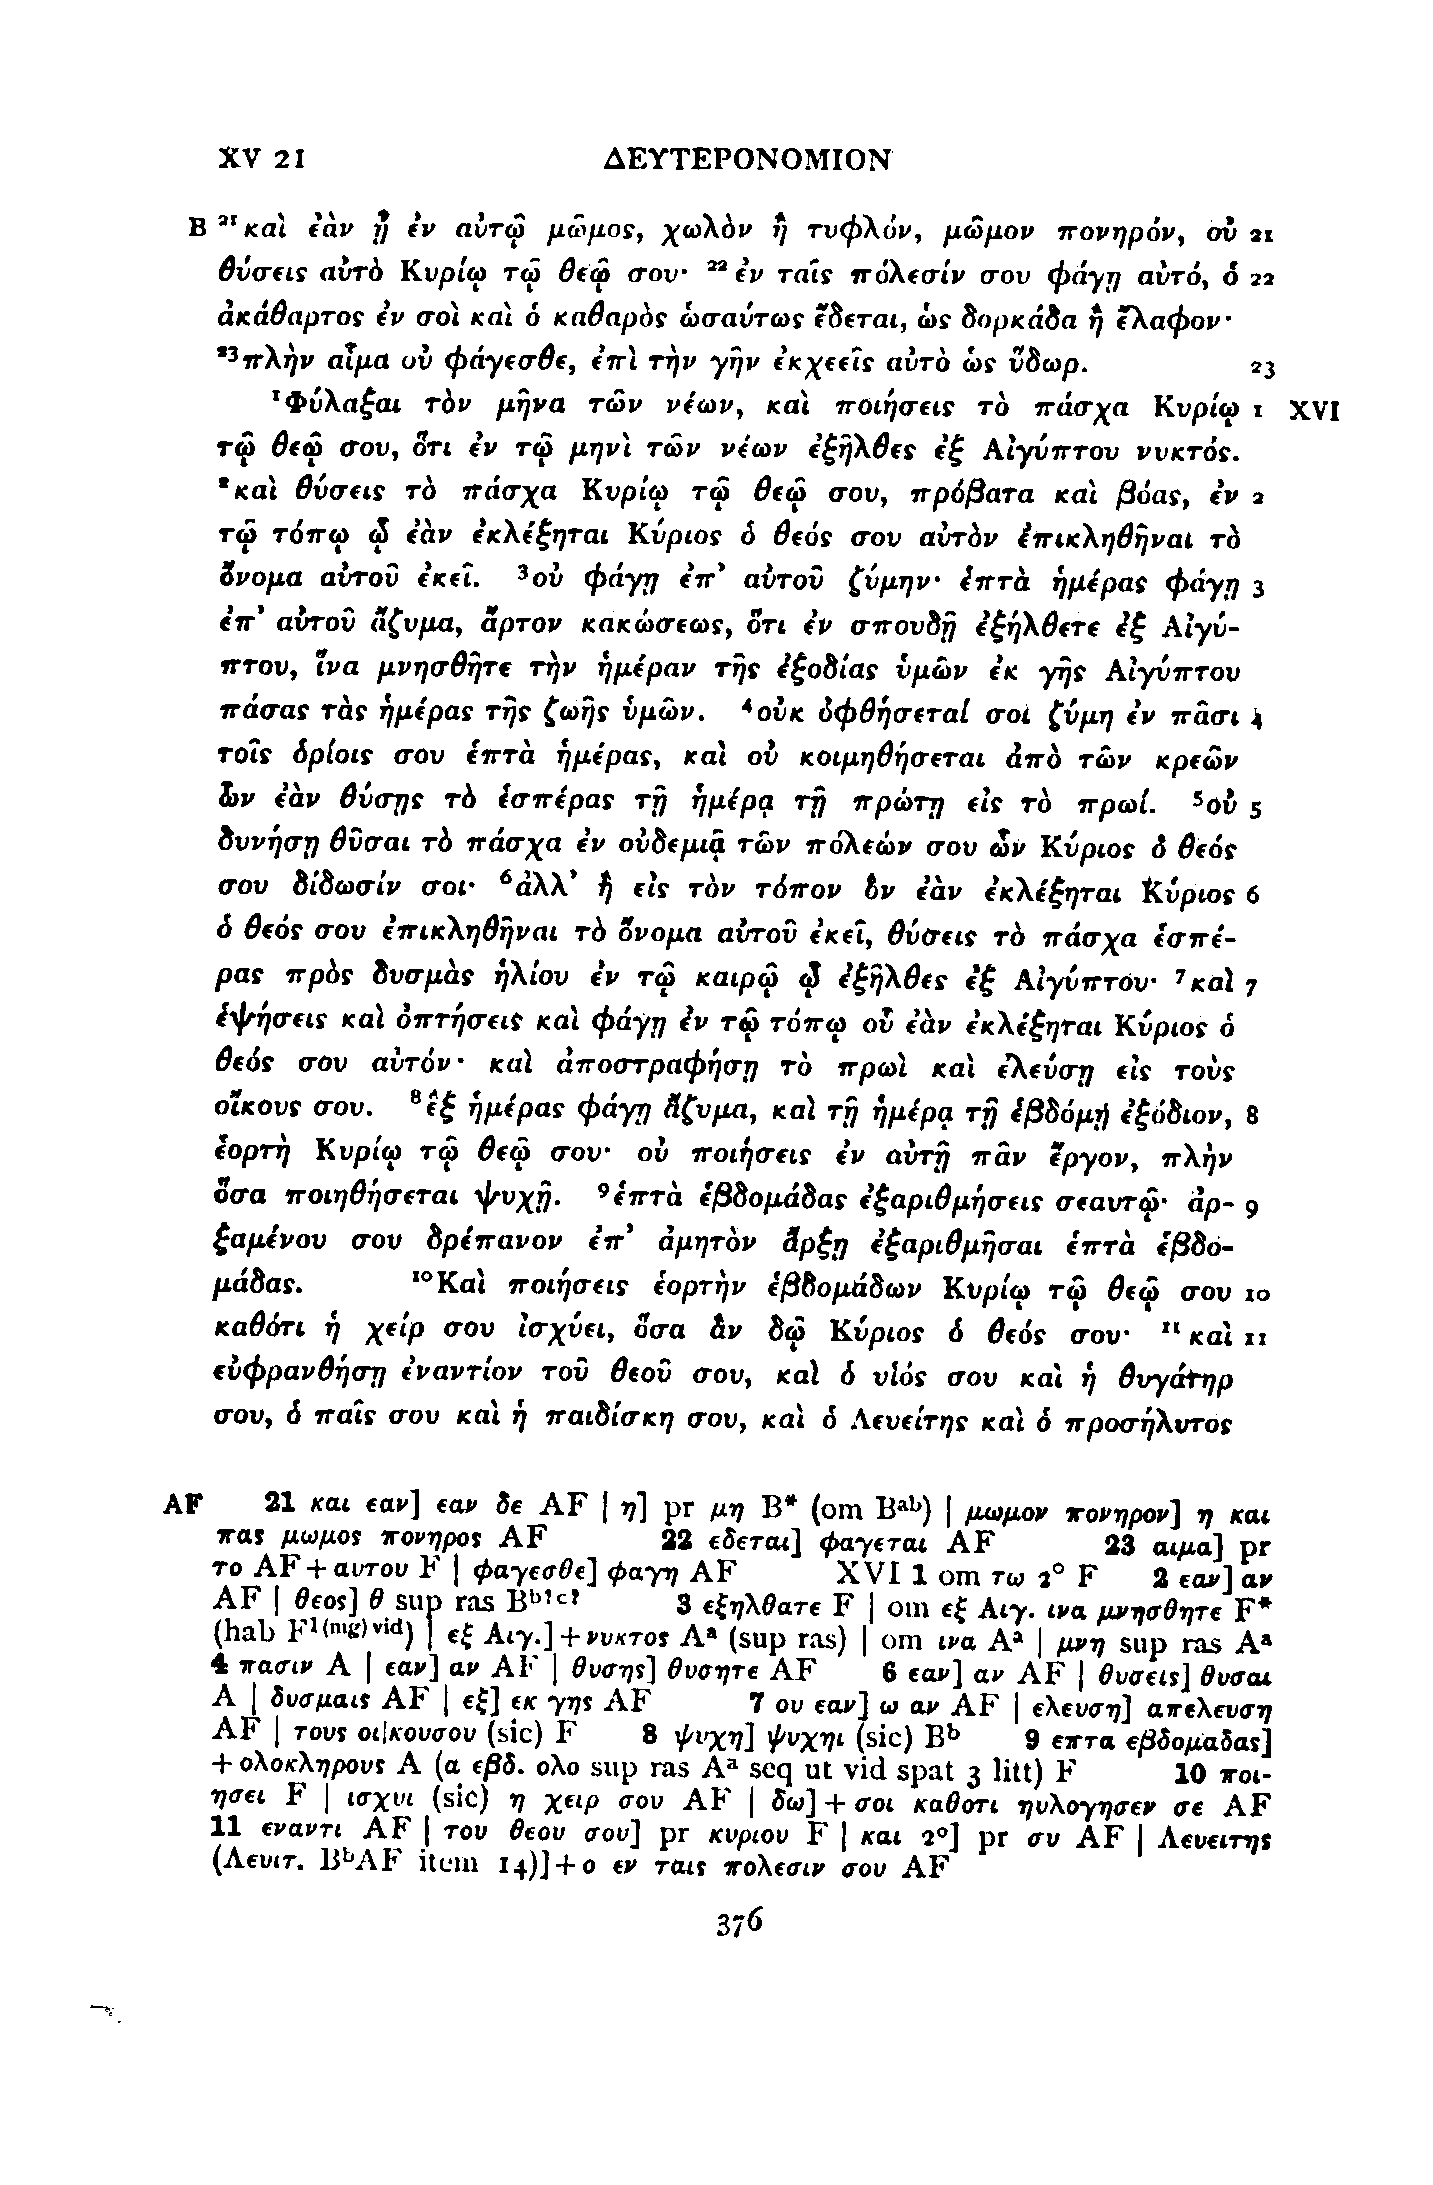 XV 21 ΔΕΥΤΕΡΟΝΟΜΙΟΝ
B ²¹καὶ ἐὰν ᾖ ἐν αὐτῷ μῶμος, χωλὸν ἢ τυφλόν, μῶμον πονηρόν, οὐ 21
θύσεις αὐτὸ Κυρίῳ τῷ θεῷ σου· ²²ἐν ταῖς πόλεσίν σου φάγῃ αὐτό, ὁ 22
ἀκάθαρτος ἐν σοὶ καὶ ὁ καθαρὸς ὡσαύτως ἔδεται, ὡς δορκάδα ἢ ἔλαφον·
²³πλὴν αἷμα οὐ φάγεσθε, ἐπὶ τὴν γῆν ἐκχεεῖς αὐτὸ ὡς ὕδωρ. 23
¹Φύλαξαι τὸν μῆνα τῶν νέων, καὶ ποιήσεις τὸ πάσχα Κυρίῳ 1 XVI
τῷ θεῷ σου, ὅτι ἐν τῷ μηνὶ τῶν νέων ἐξῆλθες ἐξ Αἰγύπτου νυκτός.
²καὶ θύσεις τὸ πάσχα Κυρίῳ τῷ θεῷ σου, πρόβατα καὶ βόας, ἐν 2
τῷ τόπῳ ᾧ ἐὰν ἐκλέξηται Κύριος ὁ θεός σου αὐτὸν ἐπικληθῆναι τὸ
ὄνομα αὐτοῦ ἐκεῖ. ³οὐ φάγῃ ἐπ’ αὐτοῦ ζύμην· ἑπτὰ ἡμέρας φάγῃ 3
ἐπ’ αὐτοῦ ἄζυμα, ἄρτον κακώσεως, ὅτι ἐν σπουδῇ ἐξήλθετε ἐξ Αἰγύ-
πτου, ἵνα μνησθῆτε τὴν ἡμέραν τῆς ἐξοδίας ὑμῶν ἐκ γῆς Αἰγύπτου
πάσας τὰς ἡμέρας τῆς ζωῆς ὑμῶν. ⁴οὐκ ὀφθήσεταί σοι ζύμη ἐν πᾶσι 4
τοῖς ὁρίοις σου ἑπτὰ ἡμέρας, καὶ οὐ κοιμηθήσεται ἀπὸ τῶν κρεῶν
ὧν ἐὰν θύσῃς τὸ ἑσπέρας τῇ ἡμέρᾳ τῇ πρώτῃ εἰς τὸ πρωί. ⁵οὐ 5
δυνήσῃ θῦσαι τὸ πάσχα ἐν οὐδεμιᾷ τῶν πόλεών σου ὧν Κύριος ὁ θεός
σου δίδωσίν σοι· ⁶ἀλλ’ ἢ εἰς τὸν τόπον ὃν ἐὰν ἐκλέξηται Κύριος 6
ὁ θεός σου ἐπικληθῆναι τὸ ὄνομα αὐτοῦ ἐκεῖ, θύσεις τὸ πάσχα ἑσπέ-
ρας πρὸς δυσμὰς ἡλίου ἐν τῷ καιρῷ ᾧ ἐξῆλθες ἐξ Αἰγύπτου· ⁷καὶ 7
ἑψήσεις καὶ ὀπτήσεις καὶ φάγῃ ἐν τῷ τόπῳ οὗ ἐὰν ἐκλέξηται Κύριος ὁ
θεός σου αὐτόν· καὶ ἀποστραφήσῃ τὸ πρωὶ καὶ ἐλεύσῃ εἰς τοὺς
οἴκους σου. ⁸ἓξ ἡμέρας φάγῃ ἄζυμα, καὶ τῇ ἡμέρᾳ τῇ ἑβδόμῃ ἐξόδιον, 8
ἑορτὴ Κυρίῳ τῷ θεῷ σου· οὐ ποιήσεις ἐν αὐτῇ πᾶν ἔργον, πλὴν
ὅσα ποιηθήσεται ψυχῇ. ⁹ἑπτὰ ἑβδομάδας ἐξαριθμήσεις σεαυτῷ· ἀρ- 9
ξαμένου σου δρέπανον ἐπ’ ἀμητὸν ἄρξῃ ἐξαριθμῆσαι ἑπτὰ ἑβδο-
μάδας. ¹⁰Καὶ ποιήσεις ἑορτὴν ἑβδομάδων Κυρίῳ τῷ θεῷ σου 10
καθότι ἡ χείρ σου ἰσχύει, ὅσα ἂν δῷ Κύριος ὁ θεός σου· ¹¹καὶ 11
εὐφρανθήσῃ ἐναντίον τοῦ θεοῦ σου, καὶ ὁ υἱός σου καὶ ἡ θυγάτηρ
σου, ὁ παῖς σου καὶ ἡ παιδίσκη σου, καὶ ὁ Λευείτης καὶ ὁ προσήλυτος
AF 21 και εαν] εαν δε AF | η] pr μη B* (om Bᵃᵇ) | μωμον πονηρον] η και
πας μωμος πονηρος AF 22 εδεται] φαγεται AF 23 αιμα] pr
το AF + αυτου F | φαγεσθε] φαγη AF XVI 1 om τω 2° F 2 εαν] αν
AF | θεος] θ sup ras Bᵇ?ᶜ? 3 εξηλθατε F | om εξ Αιγ. ινα μνησθητε F*
(hab F¹⁽ᵐᵍ⁾ᵛⁱᵈ) | εξ Αιγ.] + νυκτος Aᵃ (sup ras) | om ινα Aᵃ | μνη sup ras Aᵃ
4 πασιν A | εαν] αν AF | θυσης] θυσητε AF 6 εαν] αν AF | θυσεις] θυσαι
A | δυσμαις AF | εξ] εκ γης AF 7 ου εαν] ω αν AF | ελευση] απελευση
AF | τους οι|κουσου (sic) F 8 ψυχη] ψυχηι (sic) Bᵇ 9 επτα εβδομαδας]
+ ολοκληρους A (α εβδ. ολο sup ras Aᵃ seq ut vid spat 3 litt) F 10 ποι-
ησει F | ισχυι (sic) η χειρ σου AF | δω] + σοι καθοτι ηυλογησεν σε AF
11 εναντι AF | του θεου σου] pr κυριου F | και 2°] pr συ AF | Λευειτης
(Λευιτ. BᵇAF item 14)] + ο εν ταις πολεσιν σου AF
376